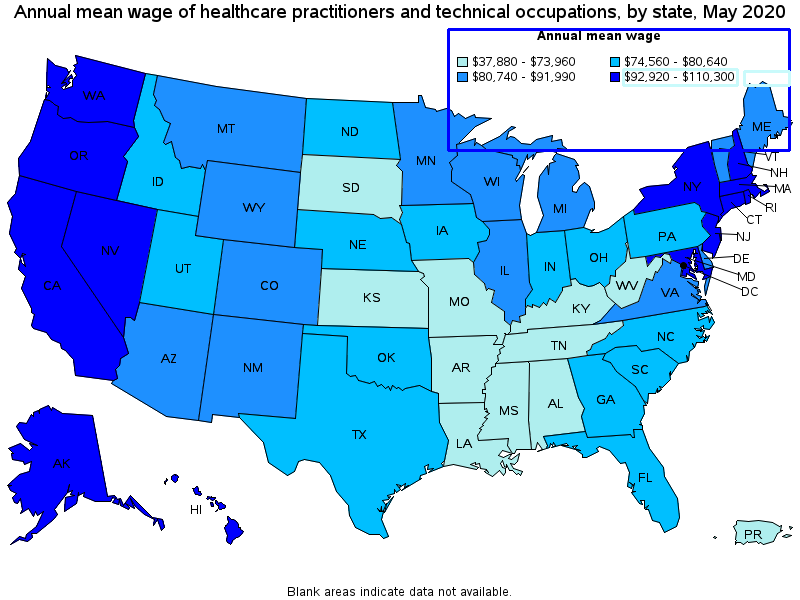 Annual mean wage of healthcare practitioners and technical occupations, by state, May 2020
Annual mean wage
$37,880 - $73,960
$74,560 - $80,640
$80,740 - $91,990
$92,920 - $110,300
WA
MT
ND
MN
ME
OR
ID
SD
WI
MI
NY
VT
NH
MA
RI
CT
WY
IA
NE
PA
NJ
NV
UT
CO
IL
IN
OH
DE
MD
DC
CA
KS
MO
WV
VA
KY
AZ
NM
OK
AR
TN
NC
SC
TX
LA
MS
AL
GA
FL
AK
HI
PR
Blank areas indicate data not available.